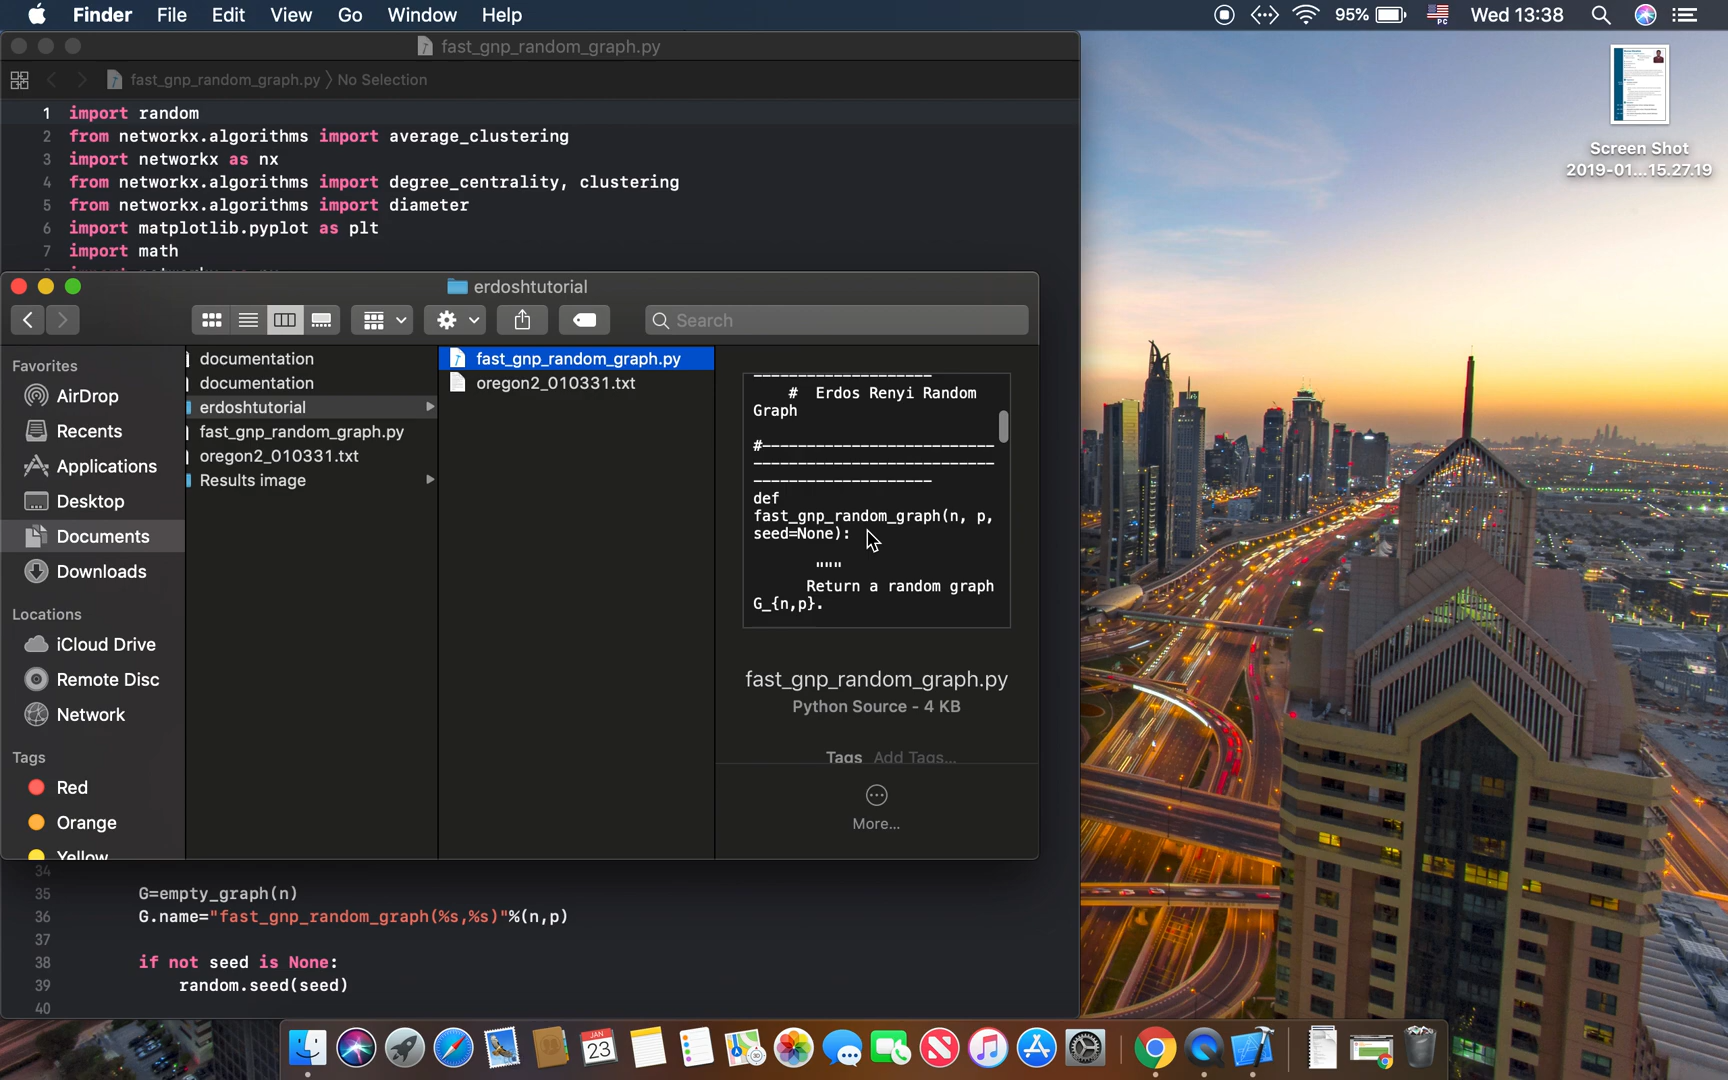 Finder File Edit View Go Window Help 95% PC Wed 13:38
fast_gnp_random_graph.py
fast_gnp_random_graph.py 〉 No Selection
1 import random
2 from networkx.algorithms import average_clustering
3 import networkx as nx
4 from networkx.algorithms import degree_centrality, clustering
5 from networkx.algorithms import diameter
6 import matplotlib.pyplot as plt
7 import math
erdoshtutorial
Search
Favorites
AirDrop
Recents
Applications
Desktop
Documents
Downloads
Locations
iCloud Drive
Remote Disc
Network
Tags
Red
Orange
Yellow
documentation
documentation
erdoshtutorial
fast_gnp_random_graph.py
oregon2_010331.txt
Results image
fast_gnp_random_graph.py
oregon2_010331.txt
# Erdos Renyi Random
Graph
#---------------------------
---------------------------
--------------------
def
fast_gnp_random_graph(n, p,
seed=None):
"""
Return a random graph
G_{n,p}.
fast_gnp_random_graph.py
Python Source - 4 KB
Tags Add Tags...
More...
34
35 G=empty_graph(n)
36 G.name="fast_gnp_random_graph(%s,%s)"%(n,p)
37
38 if not seed is None:
39 random.seed(seed)
40
Screen Shot
2019-01...15.27.19
JAN
23